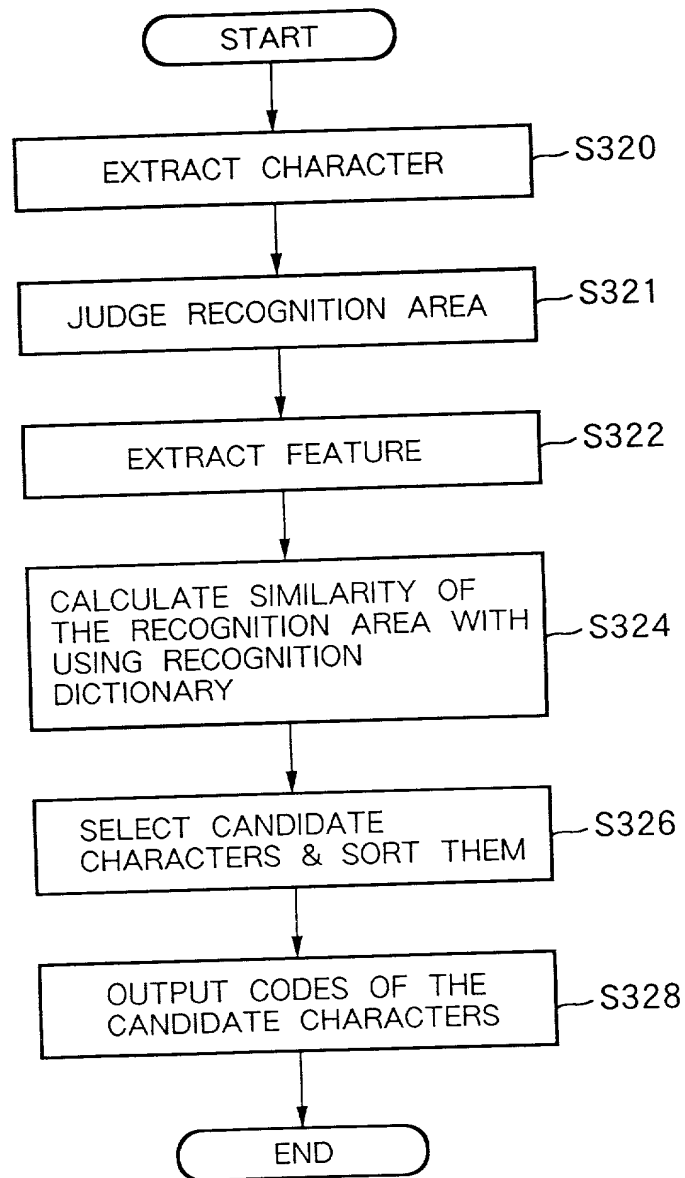 START
EXTRACT CHARACTER
S320
JUDGE RECOGNITION AREA
S321
EXTRACT FEATURE
S322
CALCULATE SIMILARITY OF
THE RECOGNITION AREA WITH
USING RECOGNITION
DICTIONARY
S324
SELECT CANDIDATE
CHARACTERS & SORT THEM
S326
OUTPUT CODES OF THE
CANDIDATE CHARACTERS
S328
END